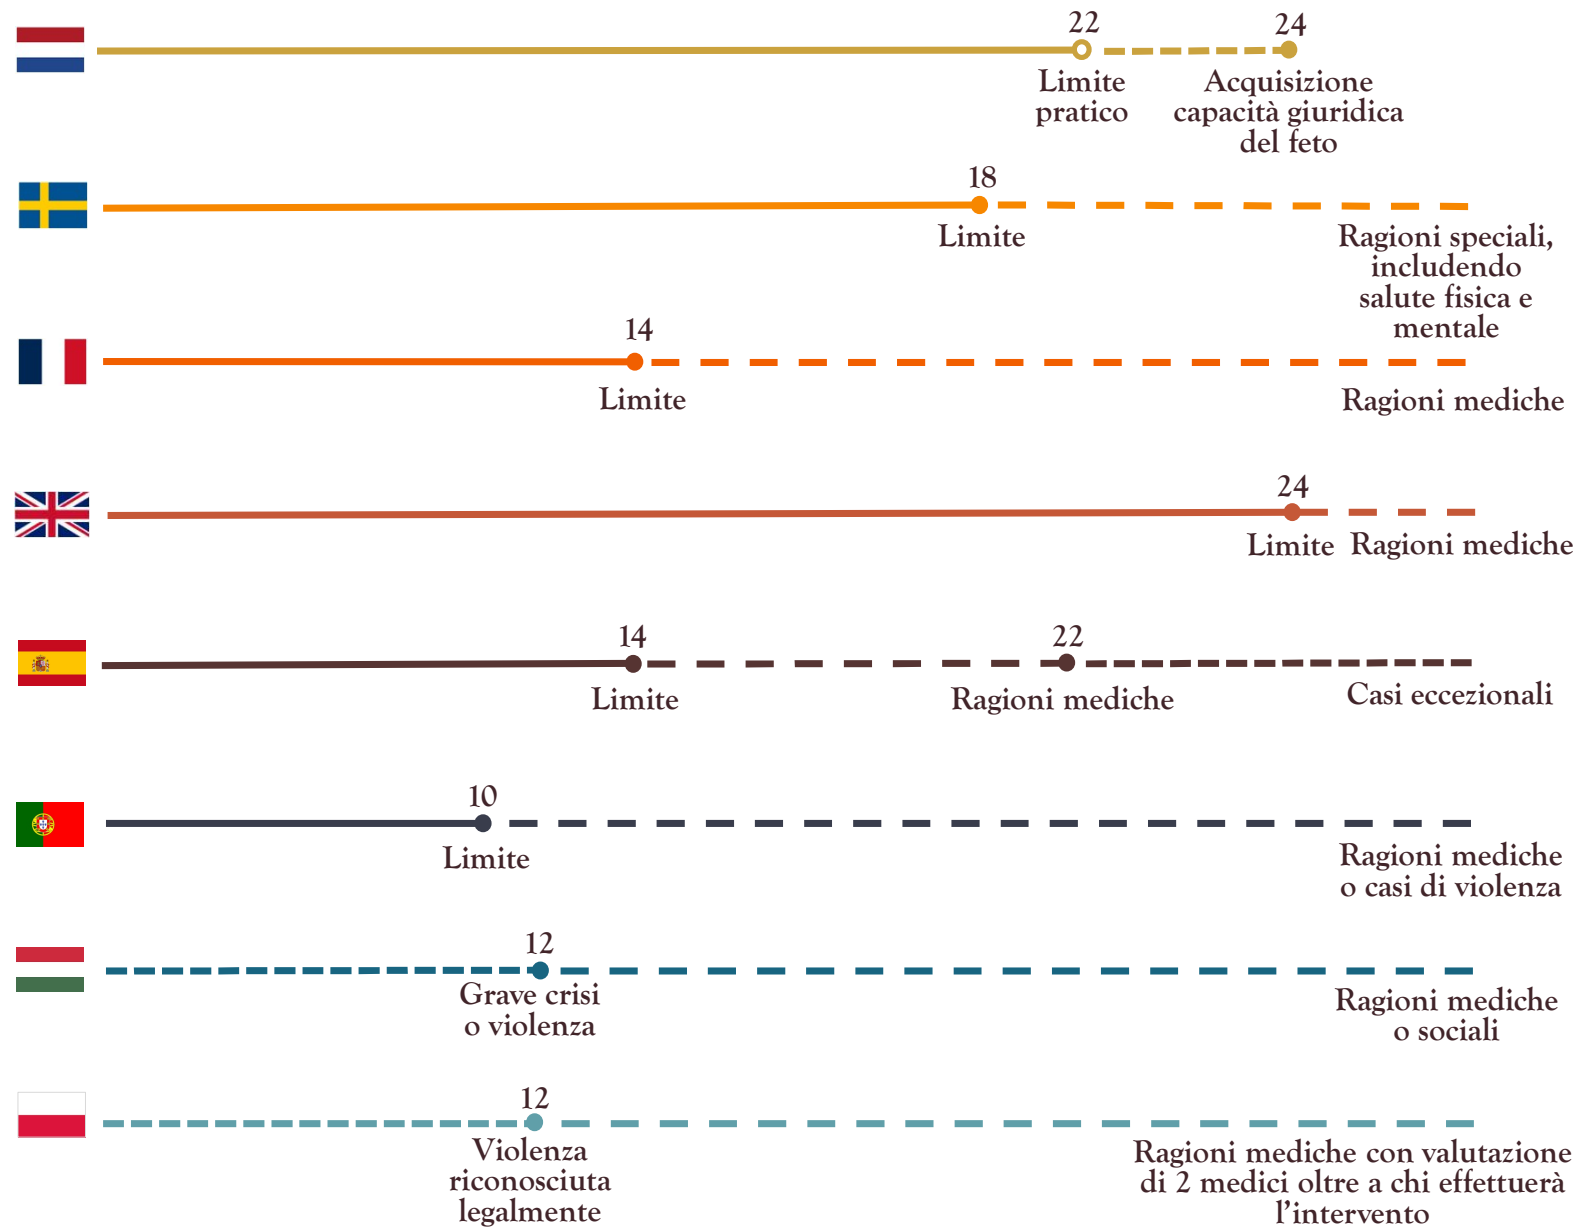 22
24
Limite
pratico
Acquisizione
capacità giuridica
del feto
18
Limite
Ragioni speciali,
includendo
salute fisica e
mentale
14
Limite
Ragioni mediche
24
Limite
Ragioni mediche
14
22
Limite
Ragioni mediche
Casi eccezionali
10
Limite
Ragioni mediche
o casi di violenza
12
Grave crisi
o violenza
Ragioni mediche
o sociali
12
Violenza
riconosciuta
legalmente
Ragioni mediche con valutazione
di 2 medici oltre a chi effettuerà
l'intervento